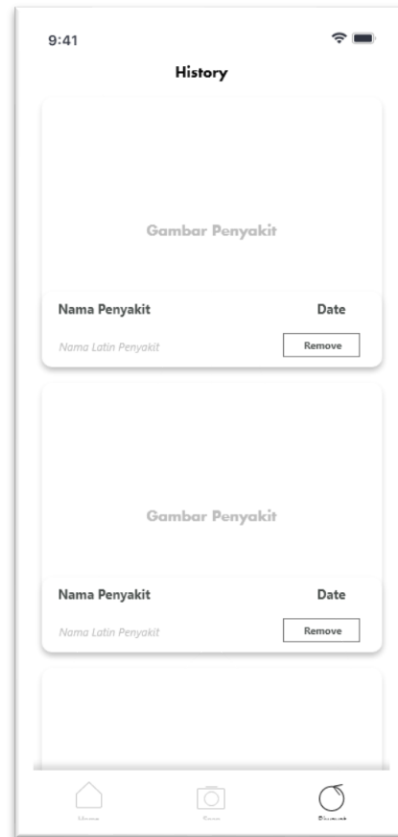 9:41
History
Gambar Penyakit
Nama Penyakit Date
Nama Latin Penyakit Remove
Gambar Penyakit
Nama Penyakit Date
Nama Latin Penyakit Remove